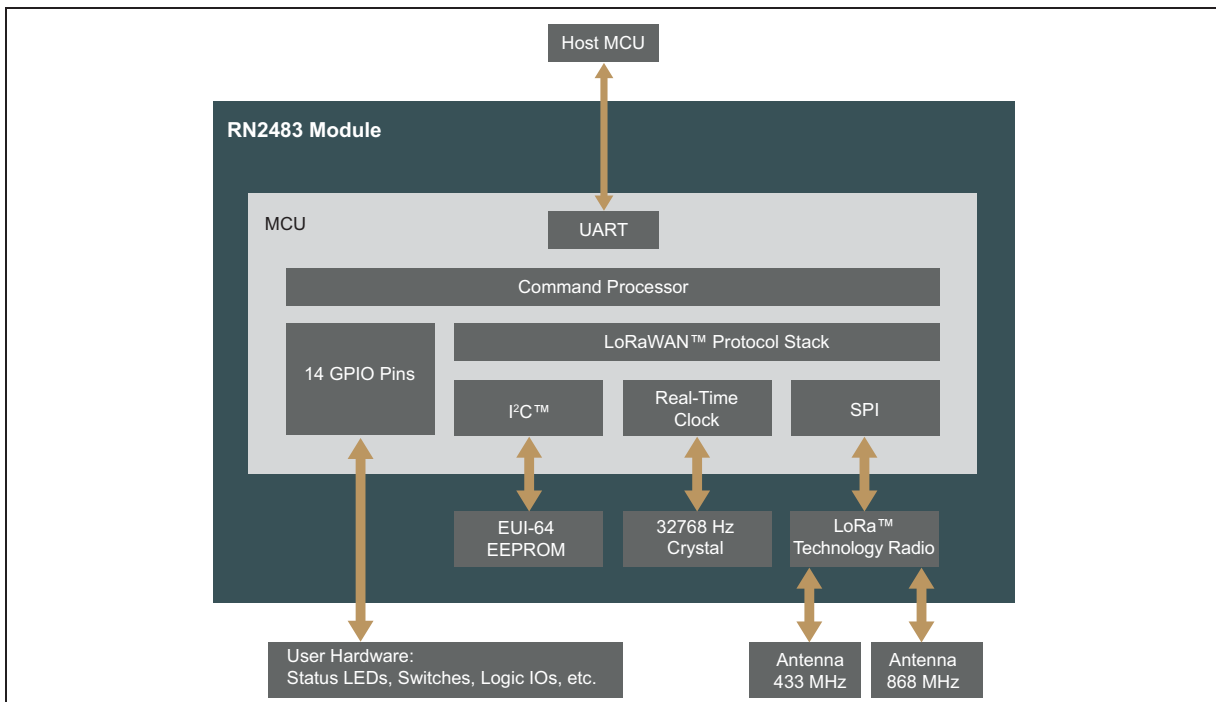 Host MCU
RN2483 Module
MCU
UART
Command Processor
14 GPIO Pins
LoRaWAN™ Protocol Stack
I²C™
Real-Time
Clock
SPI
EUI-64
EEPROM
32768 Hz
Crystal
LoRa™
Technology Radio
User Hardware:
Status LEDs, Switches, Logic IOs, etc.
Antenna
433 MHz
Antenna
868 MHz